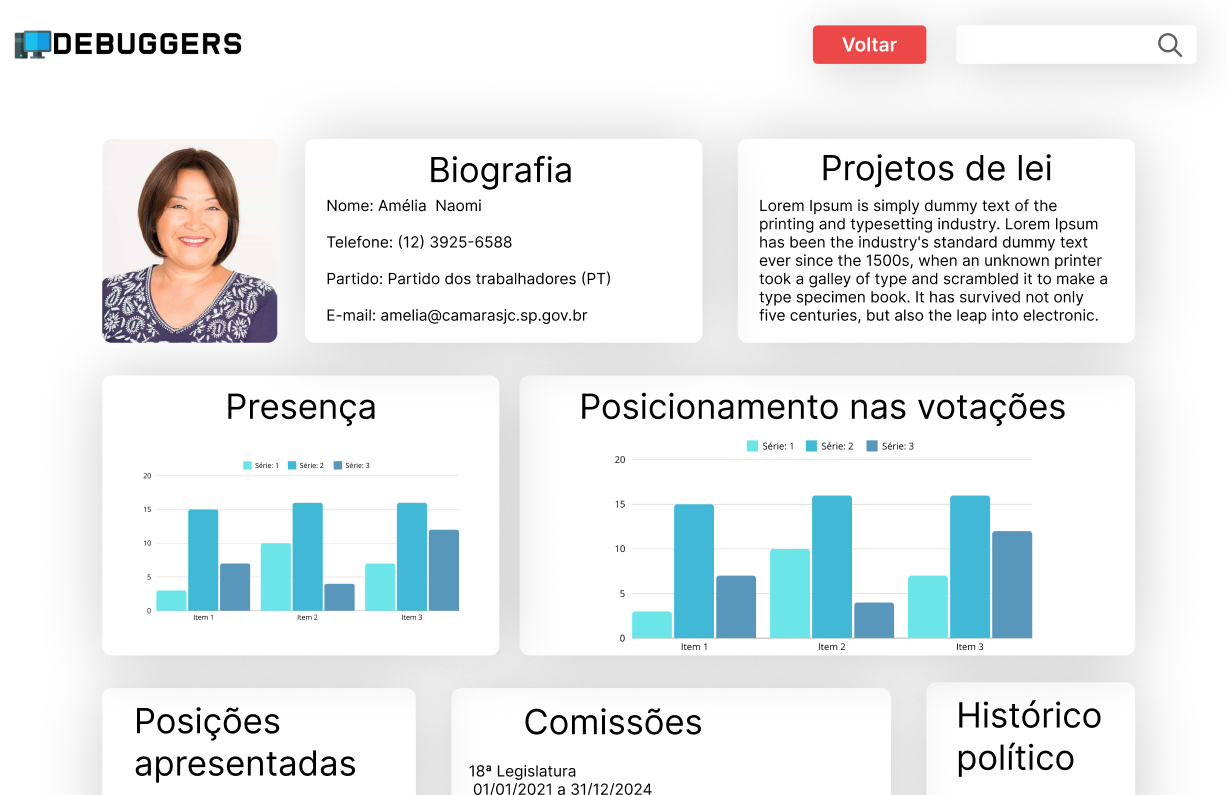 DEBUGGERS
Voltar
Biografia
Nome: Amélia  Naomi
Telefone: (12) 3925-6588
Partido: Partido dos trabalhadores (PT)
E-mail: amelia@camarasjc.sp.gov.br
Projetos de lei
Lorem Ipsum is simply dummy text of the
printing and typesetting industry. Lorem Ipsum
has been the industry's standard dummy text
ever since the 1500s, when an unknown printer
took a galley of type and scrambled it to make a
type specimen book. It has survived not only
five centuries, but also the leap into electronic.
Presença
Série: 1 Série: 2 Série: 3
20
15
10
5
0
Item 1 Item 2 Item 3
Posicionamento nas votações
Série: 1 Série: 2 Série: 3
20
15
10
5
0
Item 1 Item 2 Item 3
Posições
apresentadas
Comissões
18ª Legislatura
01/01/2021 a 31/12/2024
Histórico
político